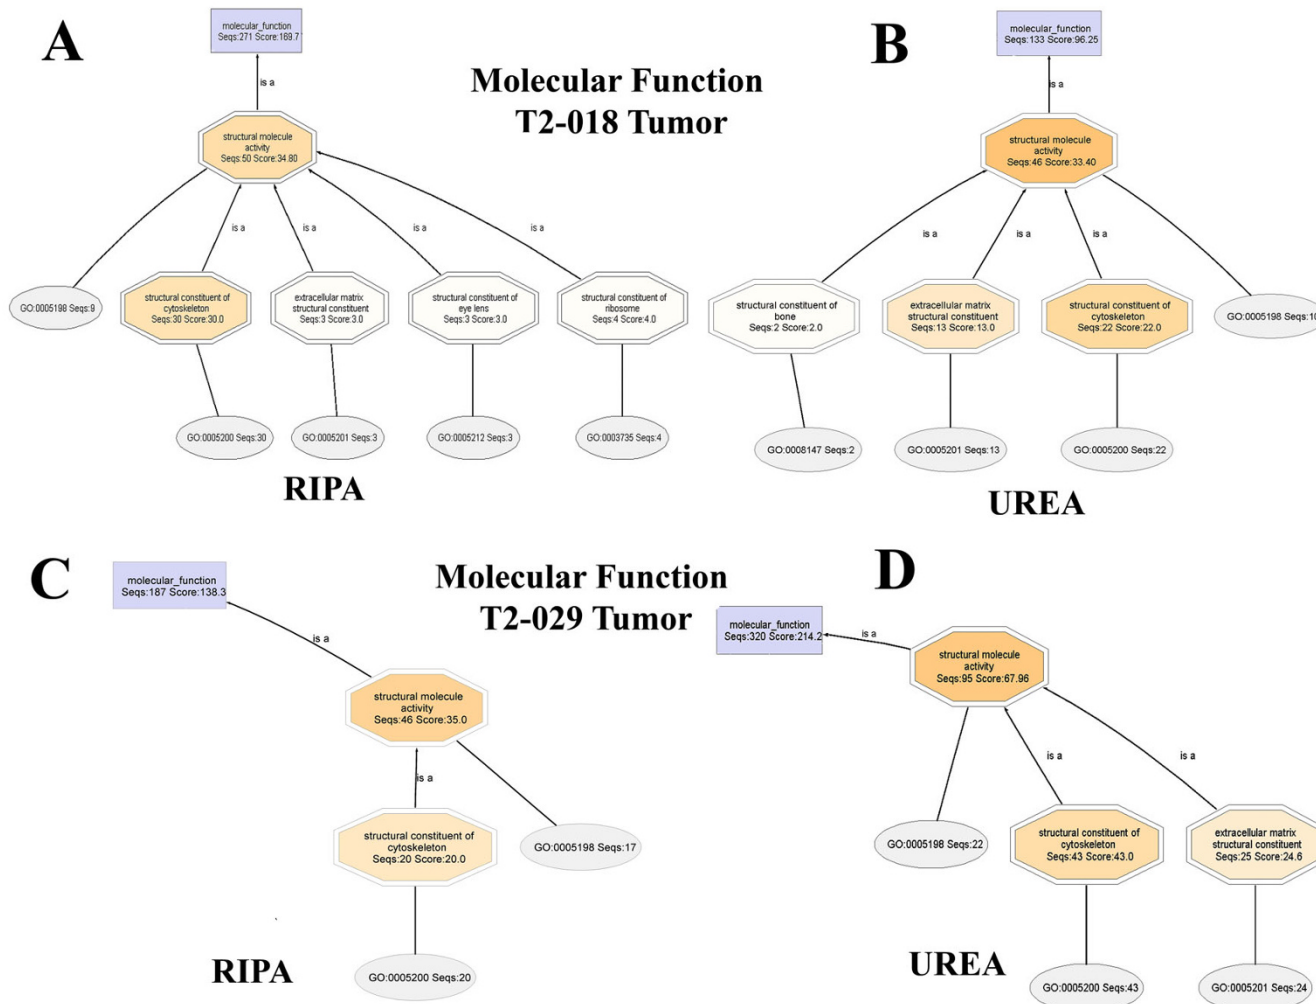 A
molecular_function
Seqs:271 Score:169.7
is a
structural molecule
activity
Seqs:50 Score:34.80
is a
is a
is a
is a
GO:0005198 Seqs:9
structural constituent of
cytoskeleton
Seqs:30 Score:30.0
extracellular matrix
structural constituent
Seqs:3 Score:3.0
structural constituent of
eye lens
Seqs:3 Score:3.0
structural constituent of
ribosome
Seqs:4 Score:4.0
GO:0005200 Seqs:30
GO:0005201 Seqs:3
GO:0005212 Seqs:3
GO:0003735 Seqs:4
RIPA
Molecular Function
T2-018 Tumor
B
molecular_function
Seqs:133 Score:96.25
is a
structural molecule
activity
Seqs:46 Score:33.40
is a
is a
is a
structural constituent of
bone
Seqs:2 Score:2.0
extracellular matrix
structural constituent
Seqs:13 Score:13.0
structural constituent of
cytoskeleton
Seqs:22 Score:22.0
GO:0005198 Seqs:10
GO:0008147 Seqs:2
GO:0005201 Seqs:13
GO:0005200 Seqs:22
UREA
C
molecular_function
Seqs:187 Score:138.3
is a
structural molecule
activity
Seqs:46 Score:35.0
is a
structural constituent of
cytoskeleton
Seqs:20 Score:20.0
GO:0005198 Seqs:17
GO:0005200 Seqs:20
RIPA
Molecular Function
T2-029 Tumor
D
molecular_function
Seqs:320 Score:214.2
is a
structural molecule
activity
Seqs:95 Score:67.96
is a
is a
GO:0005198 Seqs:22
structural constituent of
cytoskeleton
Seqs:43 Score:43.0
extracellular matrix
structural constituent
Seqs:25 Score:24.6
GO:0005200 Seqs:43
GO:0005201 Seqs:24
UREA